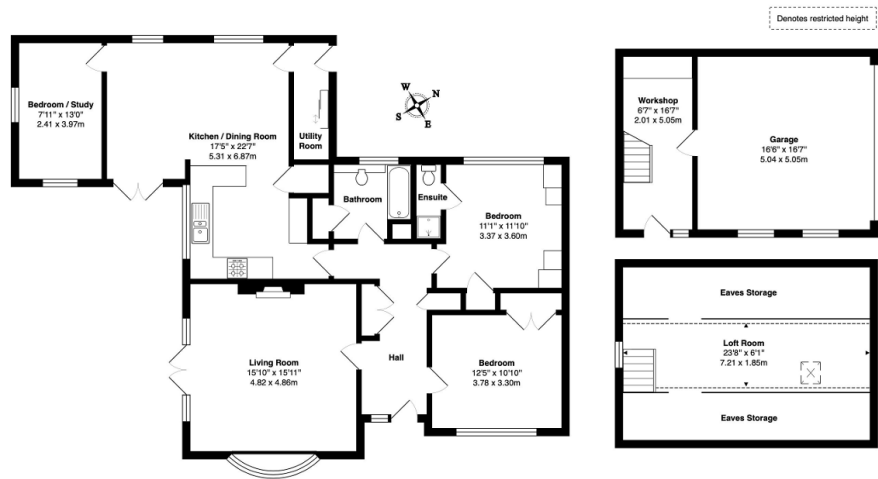 Denotes restricted height
Bedroom / Study
7'11" x 13'0"
2.41 x 3.97m
Kitchen / Dining Room
17'5" x 22'7"
5.31 x 6.87m
Utility
Room
W
N
S
E
Bathroom
Ensuite
Bedroom
11'1" x 11'10"
3.37 x 3.60m
Living Room
15'10" x 15'11"
4.82 x 4.86m
Hall
Bedroom
12'5" x 10'10"
3.78 x 3.30m
Workshop
6'7" x 16'7"
2.01 x 5.05m
Garage
16'6" x 16'7"
5.04 x 5.05m
Eaves Storage
Loft Room
23'8" x 6'1"
7.21 x 1.85m
Eaves Storage